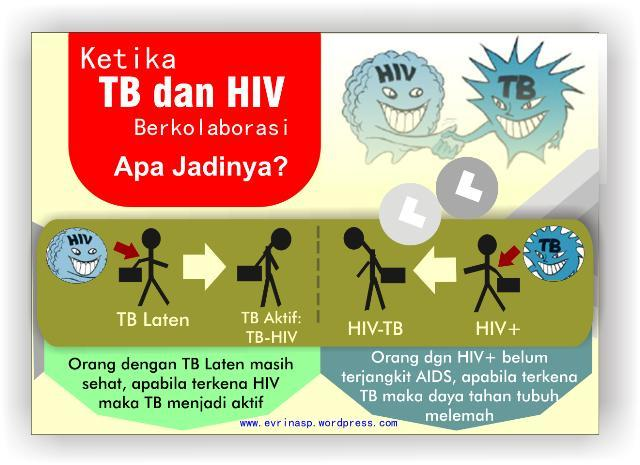 Ketika
TB dan HIV
Berkolaborasi
Apa Jadinya?
HIV
TB
HIV
TB
TB Laten
TB Aktif:
TB-HIV
HIV-TB
HIV+
Orang dengan TB Laten masih
sehat, apabila terkena HIV
maka TB menjadi aktif
Orang dgn HIV+ belum
terjangkit AIDS, apabila terkena
TB maka daya tahan tubuh
melemah
www.evrinasp.wordpress.com